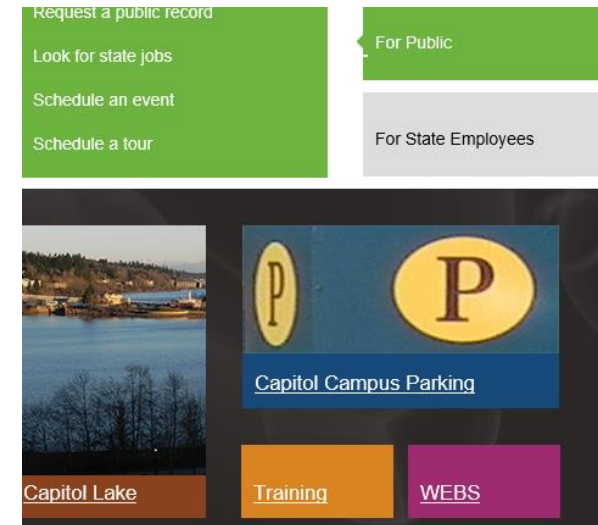 Request a public record
Look for state jobs
Schedule an event
Schedule a tour
For Public
For State Employees
P
P
Capitol Campus Parking
Capitol Lake
Training
WEBS